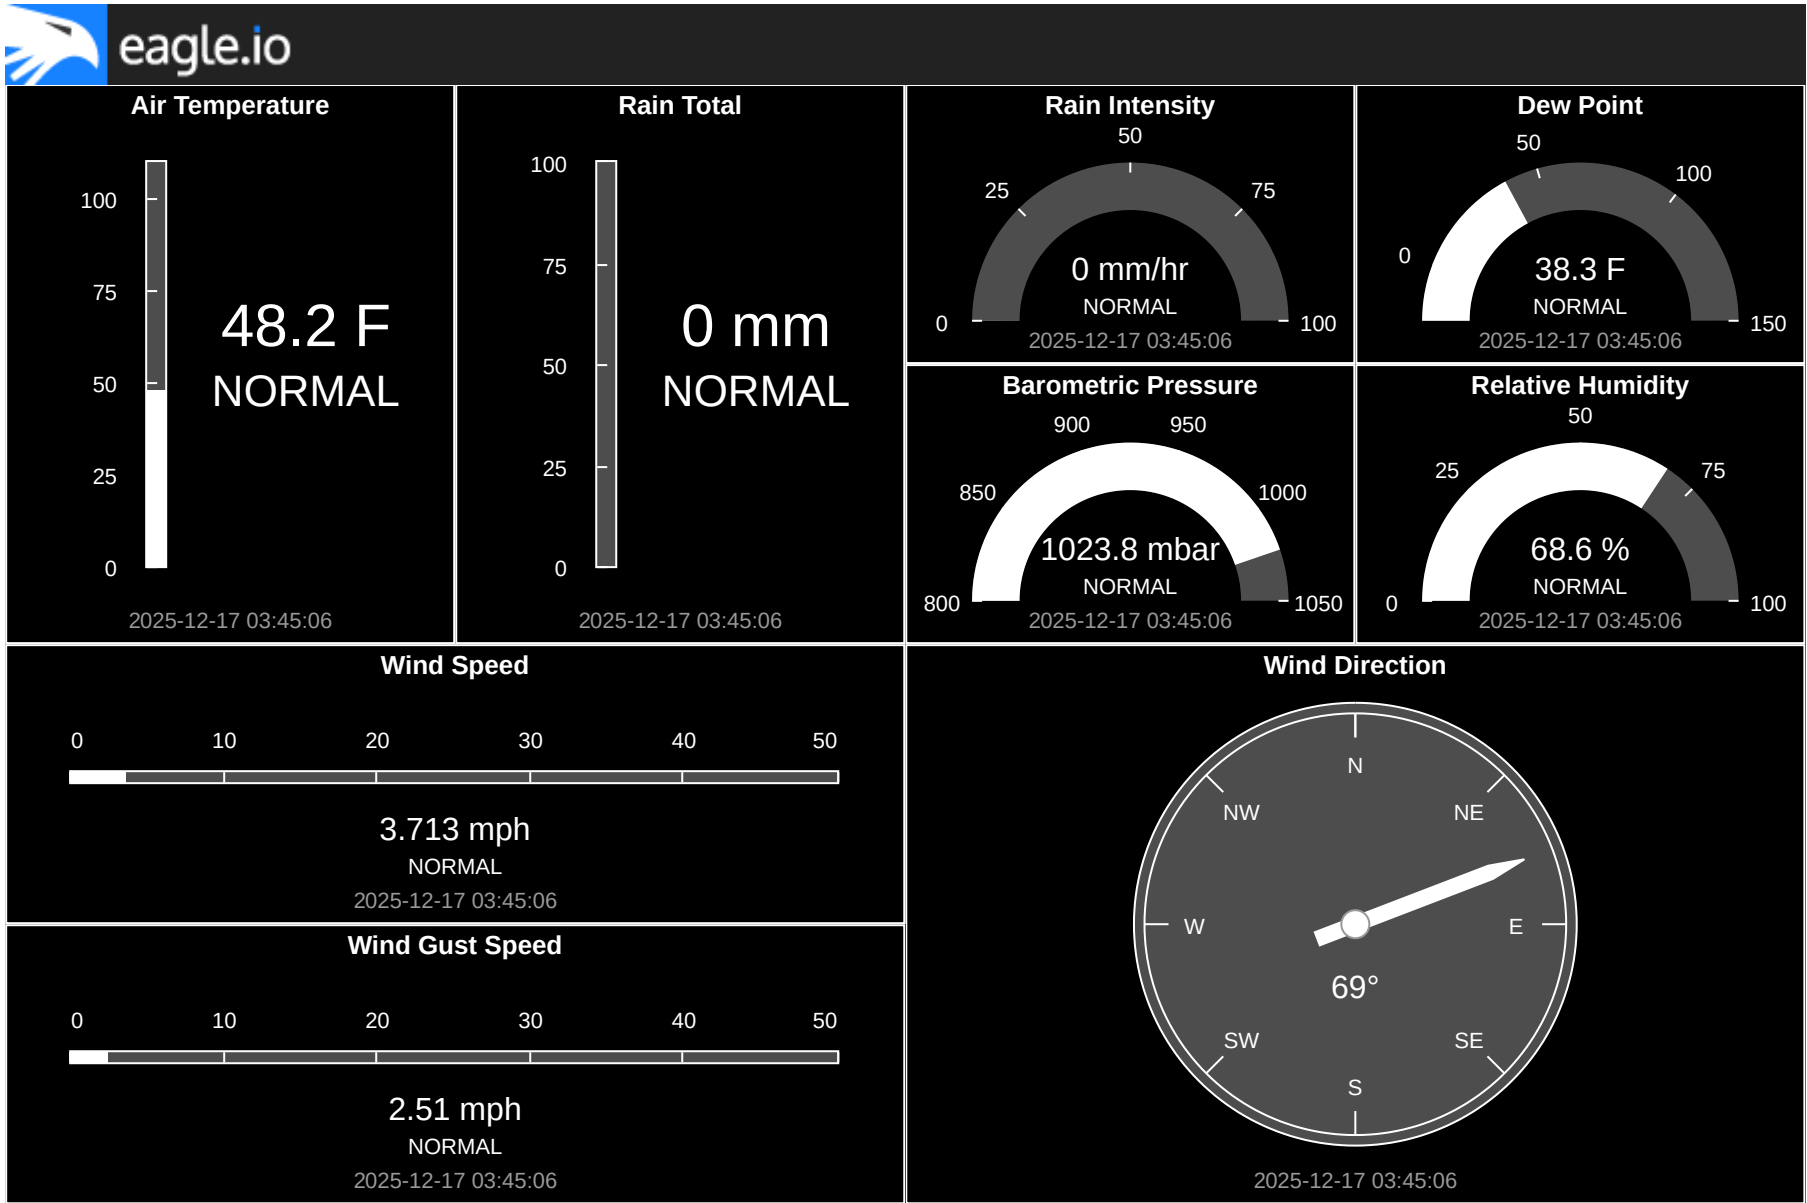 eagle.io
Air Temperature
100
75
50
25
0
48.2 F
NORMAL
2025-12-17 03:45:06
Rain Total
100
75
50
25
0
0 mm
NORMAL
2025-12-17 03:45:06
Rain Intensity
0
25
50
75
100
0 mm/hr
NORMAL
2025-12-17 03:45:06
Dew Point
0
50
100
150
38.3 F
NORMAL
2025-12-17 03:45:06
Barometric Pressure
800
850
900
950
1000
1050
1023.8 mbar
NORMAL
2025-12-17 03:45:06
Relative Humidity
0
25
50
75
100
68.6 %
NORMAL
2025-12-17 03:45:06
Wind Speed
0 10 20 30 40 50
3.713 mph
NORMAL
2025-12-17 03:45:06
Wind Gust Speed
0 10 20 30 40 50
2.51 mph
NORMAL
2025-12-17 03:45:06
Wind Direction
N
NW NE
W E
69°
SW SE
S
2025-12-17 03:45:06